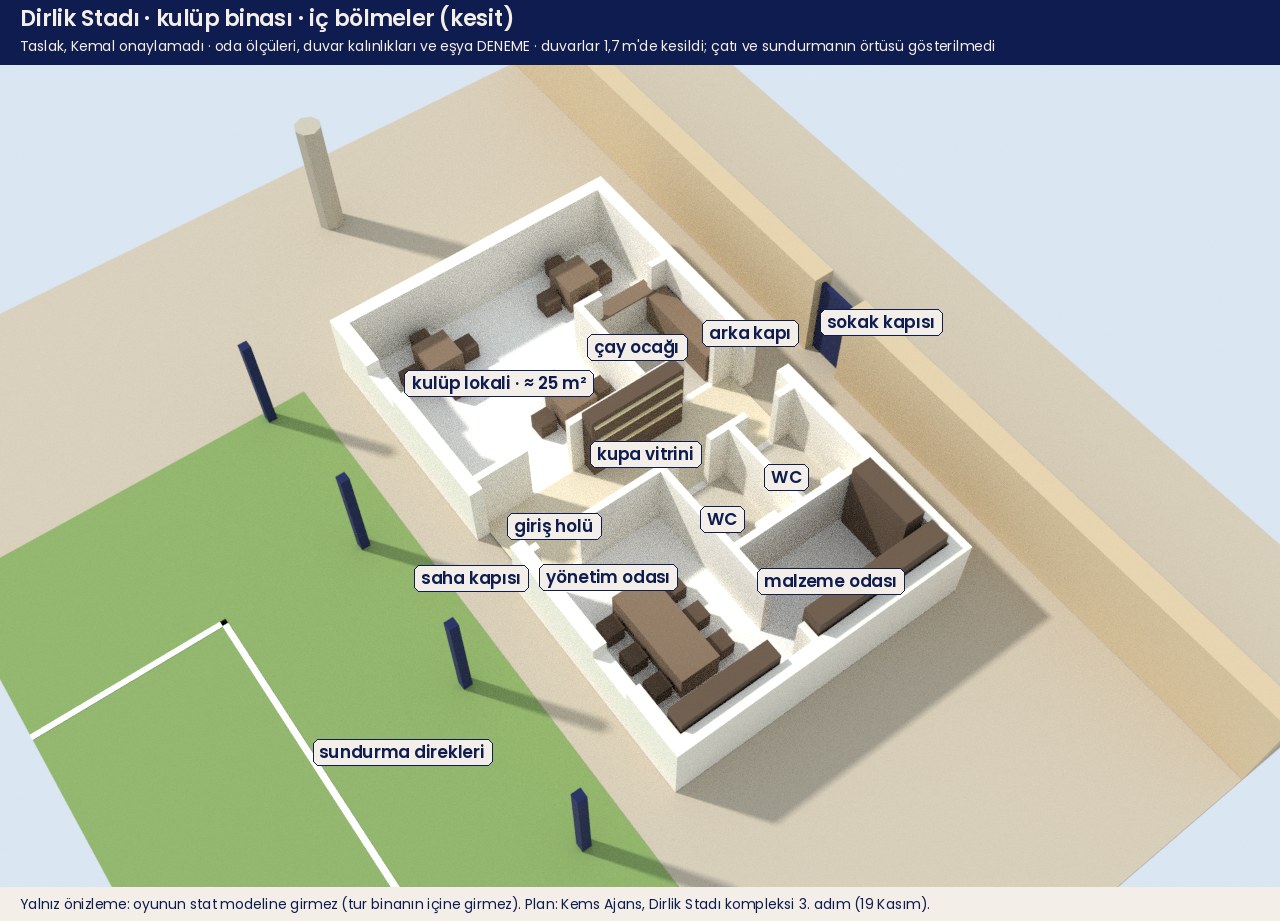 Dirlik Stadı · kulüp binası · iç bölmeler (kesit)
Taslak, Kemal onaylamadı · oda ölçüleri, duvar kalınlıkları ve eşya DENEME · duvarlar 1,7 m'de kesildi; çatı ve sundurmanın örtüsü gösterilmedi
sokak kapısı
arka kapı
çay ocağı
kulüp lokali · ≈ 25 m²
kupa vitrini
WC
WC
giriş holü
saha kapısı
yönetim odası
malzeme odası
sundurma direkleri
Yalnız önizleme: oyunun stat modeline girmez (tur binanın içine girmez). Plan: Kems Ajans, Dirlik Stadı kompleksi 3. adım (19 Kasım).